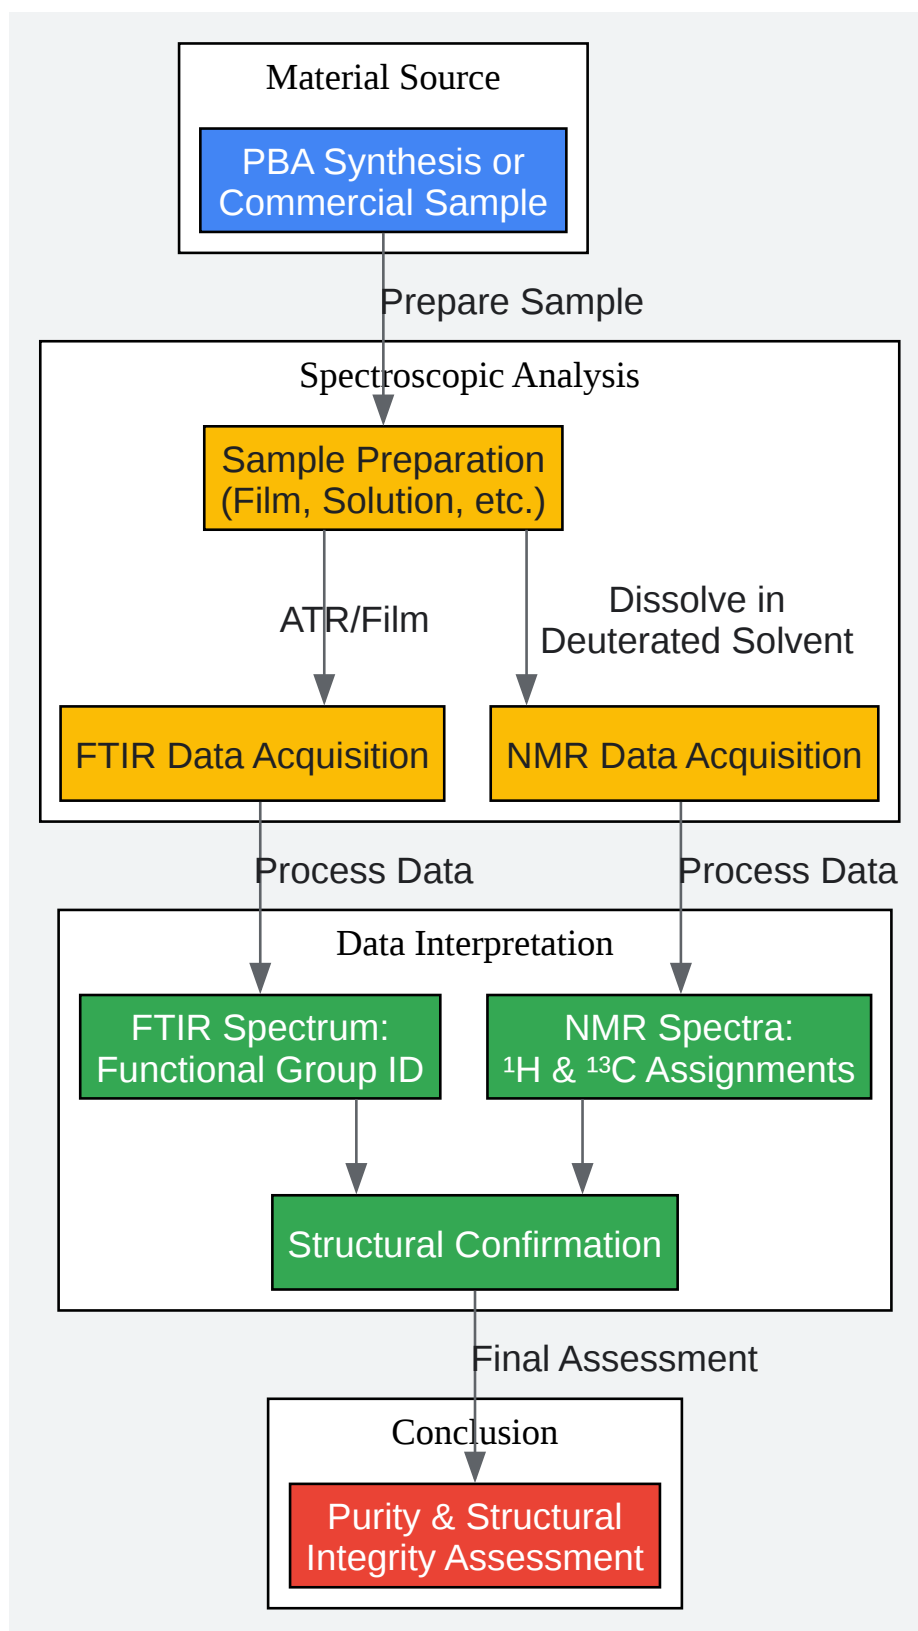 Material Source
PBA Synthesis or
Commercial Sample
Prepare Sample
Spectroscopic Analysis
Sample Preparation
(Film, Solution, etc.)
ATR/Film
Dissolve in
Deuterated Solvent
FTIR Data Acquisition
NMR Data Acquisition
Process Data
Process Data
Data Interpretation
FTIR Spectrum:
Functional Group ID
NMR Spectra:
¹H & ¹³C Assignments
Structural Confirmation
Final Assessment
Conclusion
Purity & Structural
Integrity Assessment